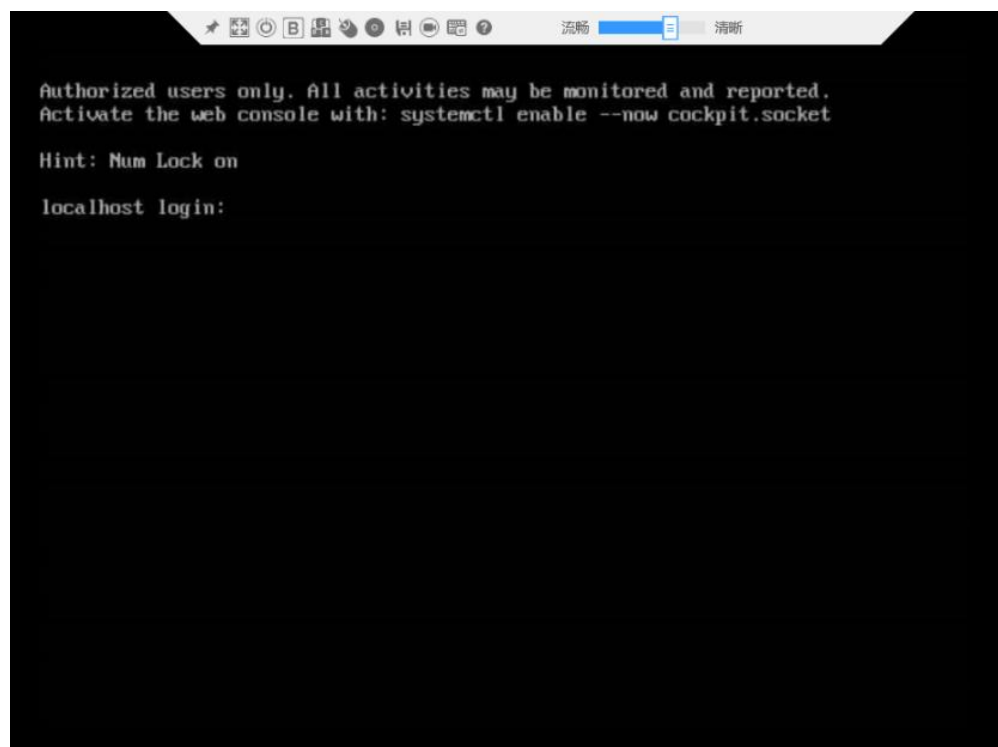 B
流畅 清晰
Authorized users only. All activities may be monitored and reported.
Activate the web console with: systemctl enable --now cockpit.socket
Hint: Num Lock on
localhost login: